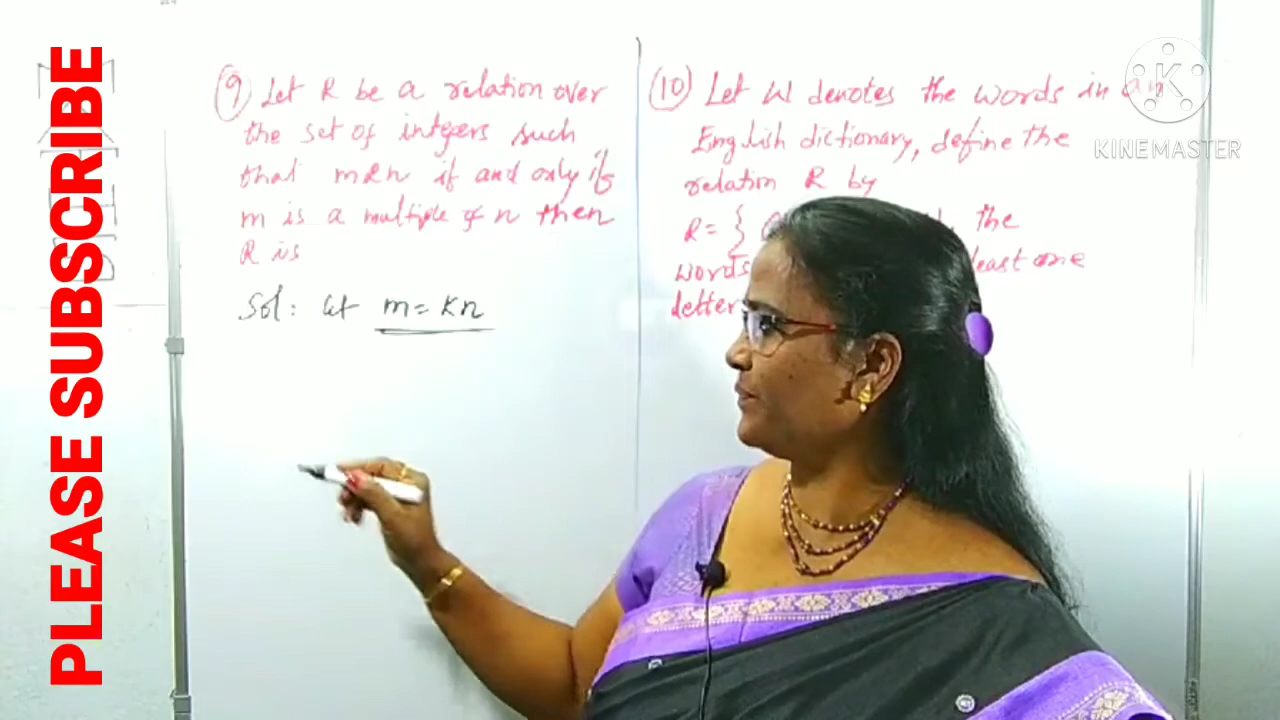 PLEASE SUBSCRIBE
9 Let R be a relation over
the set of integers such
that mRn if and only if
m is a multiple of n then
R is
Sol: let m = kn
(10) Let W denotes the words in an
English dictionary, define the
relation R by
R = { the
words least one
letter
K
KINEMASTER